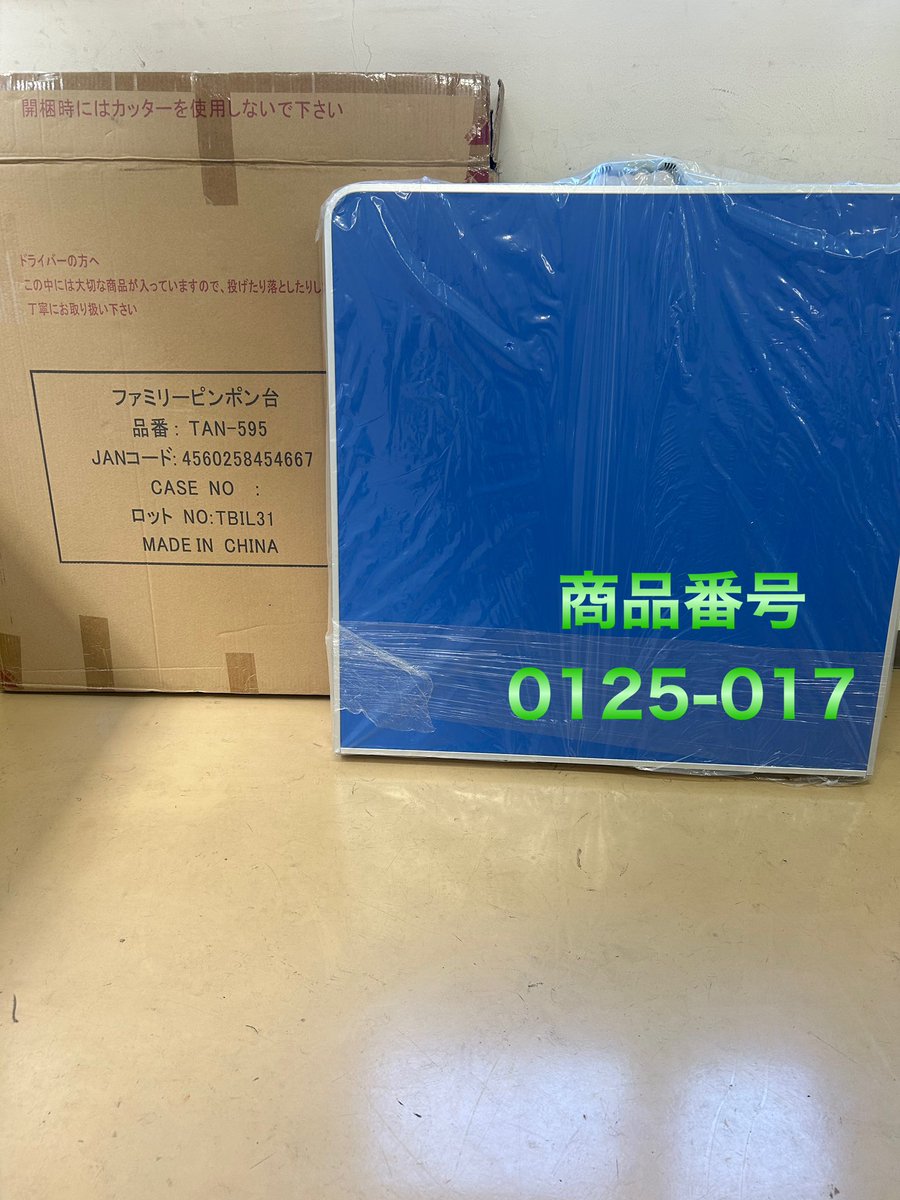 開梱時にはカッターを使用しないで下さい
ドライバーの方へ
この中には大切な商品が入っていますので、投げたり落としたりし
丁寧にお取り扱い下さい
ファミリーピンポン台
品番: TAN-595
JANコード: 4560258454667
CASE NO :
ロット NO:TBIL31
MADE IN CHINA
商品番号
0125-017